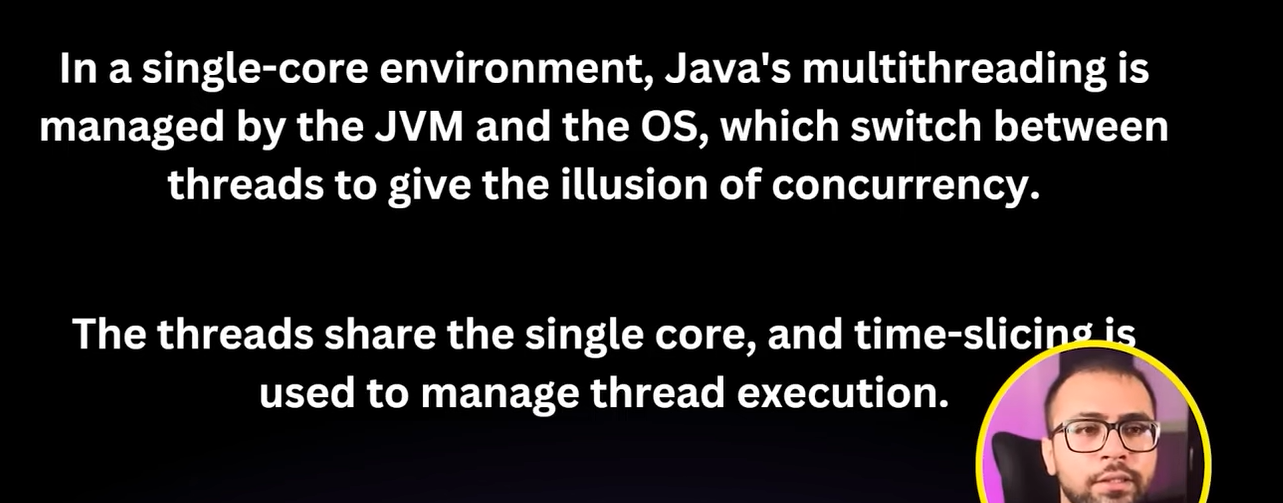 In a single-core environment, Java's multithreading is
managed by the JVM and the OS, which switch between
threads to give the illusion of concurrency.
The threads share the single core, and time-slicing is
used to manage thread execution.